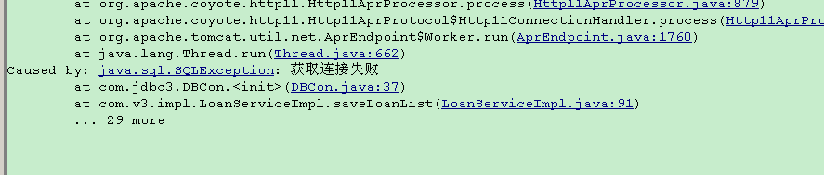 at org.apache.coyote.http11.Http11AprProcessor.process(Http11AprProcessor.java:879)
at org.apache.coyote.http11.Http11AprProtocol$Http11ConnectionHandler.process(Http11AprPro
at org.apache.tomcat.util.net.AprEndpoint$Worker.run(AprEndpoint.java:1760)
at java.lang.Thread.run(Thread.java:662)
Caused by: java.sql.SQLException: 获取连接失败
at com.jdbc3.DBCon.<init>(DBCon.java:37)
at com.v3.impl.LoanServiceImpl.saveLoanList(LoanServiceImpl.java:91)
... 29 more